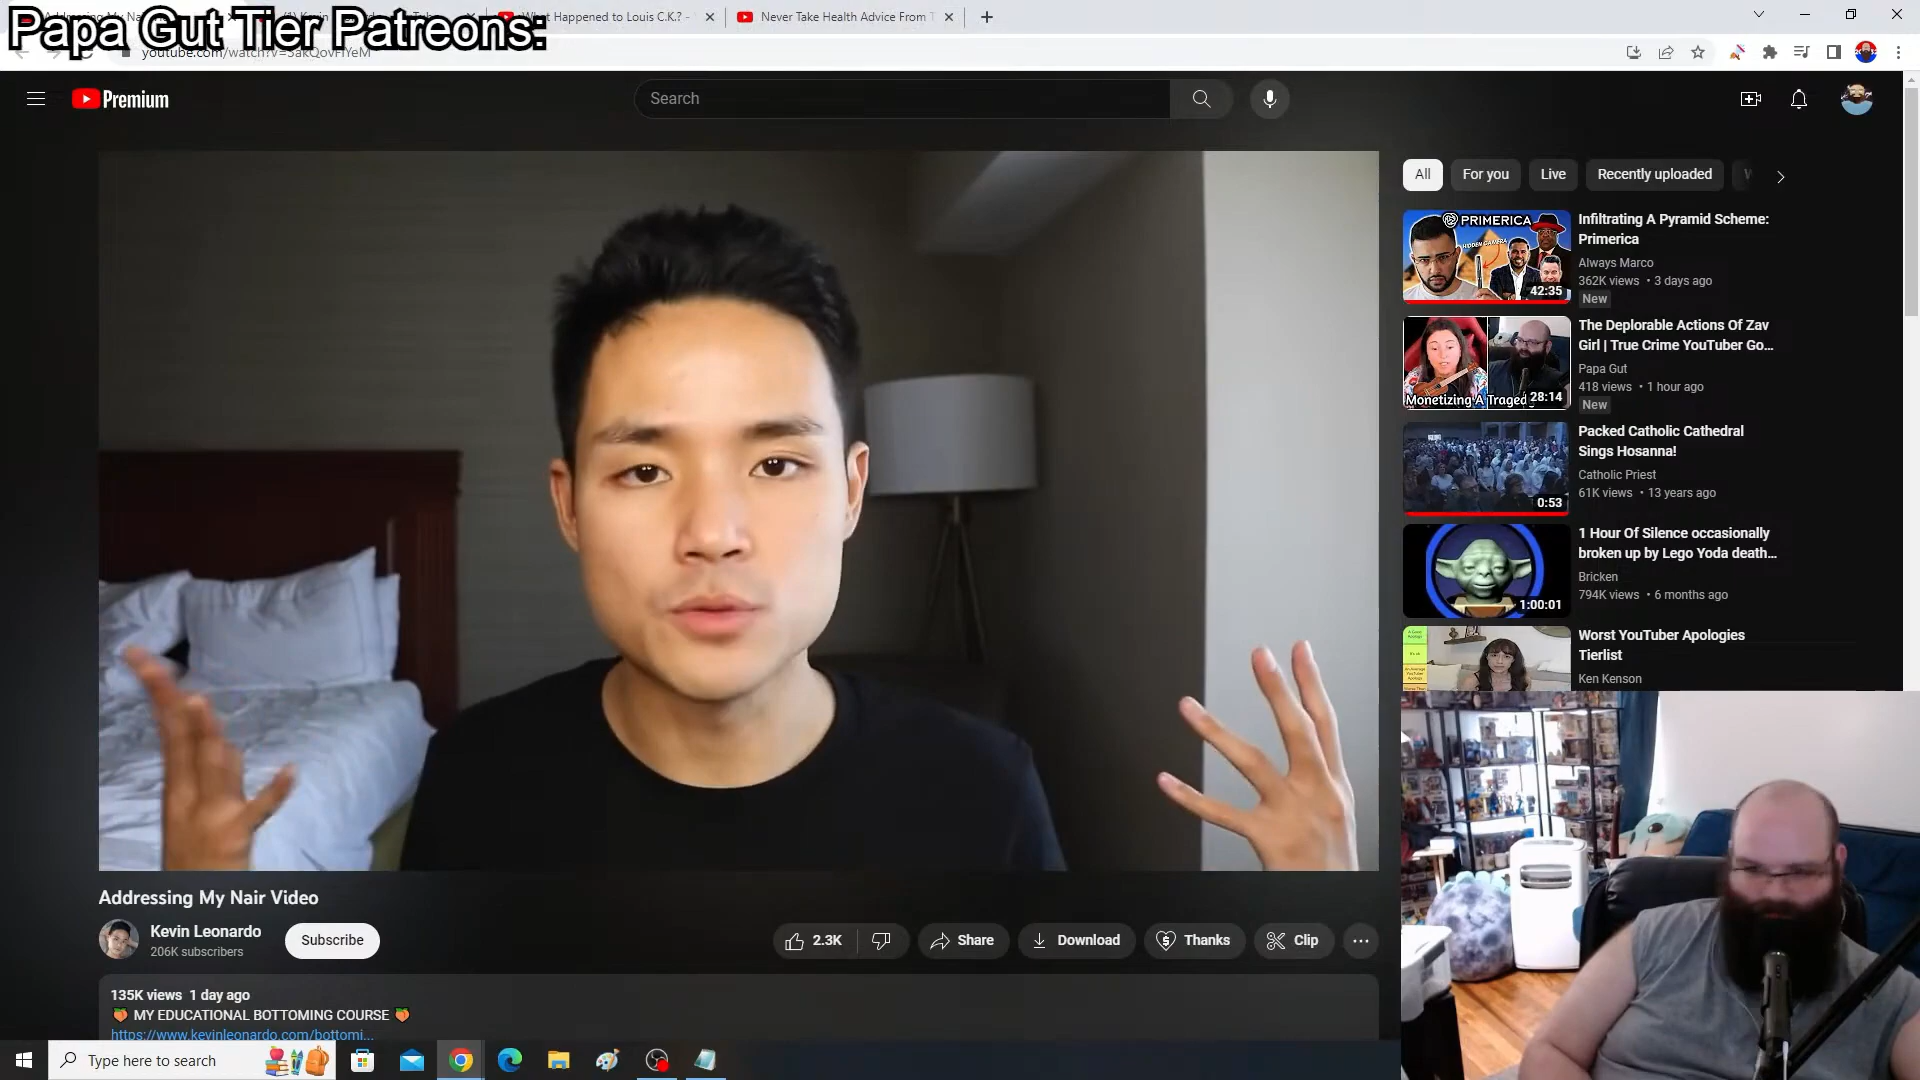 Papa Gut Tier Patreons:
What Happened to Louis C.K.? -
Never Take Health Advice From T
youtube.com/watch?v=
Premium
Search
All
For you
Live
Recently uploaded
PRIMERICA
HIDDEN CAMERA
42:35
Infiltrating A Pyramid Scheme:
Primerica
Always Marco
362K views • 3 days ago
New
Monetizing A Traged
28:14
The Deplorable Actions Of Zav
Girl | True Crime YouTuber Go...
Papa Gut
418 views • 1 hour ago
New
0:53
Packed Catholic Cathedral
Sings Hosanna!
Catholic Priest
61K views • 13 years ago
1:00:01
1 Hour Of Silence occasionally
broken up by Lego Yoda death...
Bricken
794K views • 6 months ago
Worst YouTuber Apologies
Tierlist
Ken Kenson
Addressing My Nair Video
Kevin Leonardo
206K subscribers
Subscribe
2.3K
Share
Download
Thanks
Clip
135K views 1 day ago
🍑 MY EDUCATIONAL BOTTOMING COURSE 🍑
https://www.kevinleonardo.com/bottomi...
Type here to search